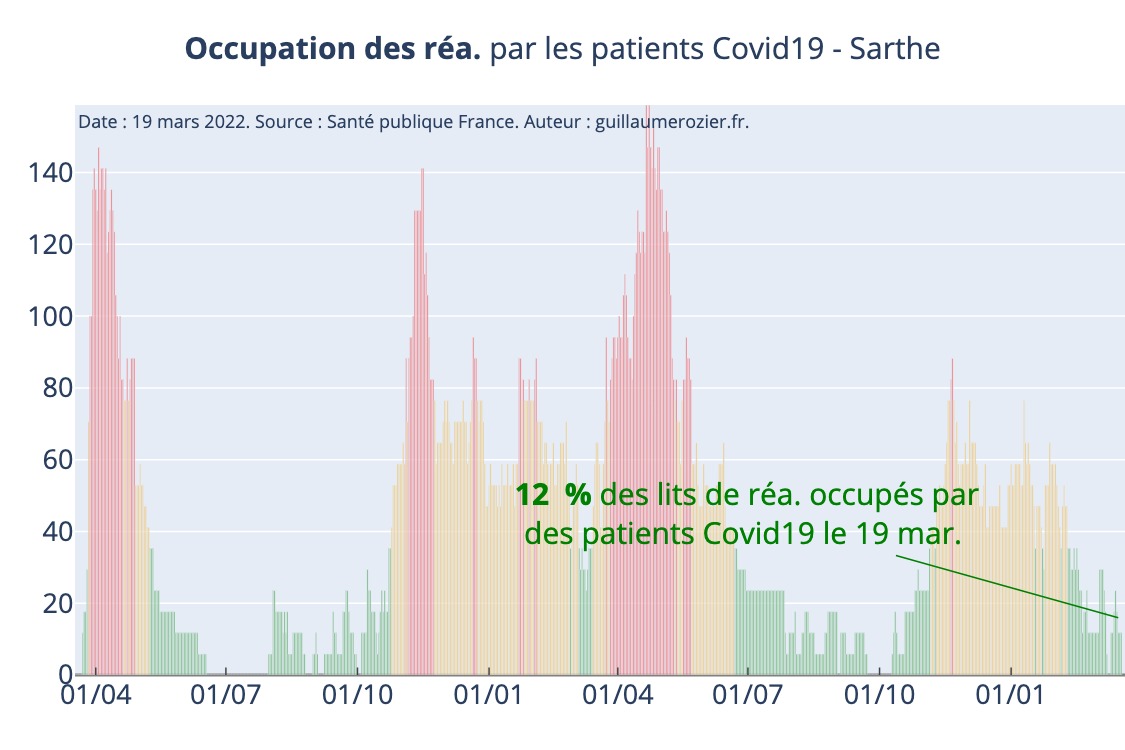 Occupation des réa. par les patients Covid19 - Sarthe
Date : 19 mars 2022. Source : Santé publique France. Auteur : guillaumerozier.fr.
140
120
100
80
60
40
20
0
12 % des lits de réa. occupés par
des patients Covid19 le 19 mar.
01/04 01/07 01/10 01/01 01/04 01/07 01/10 01/01